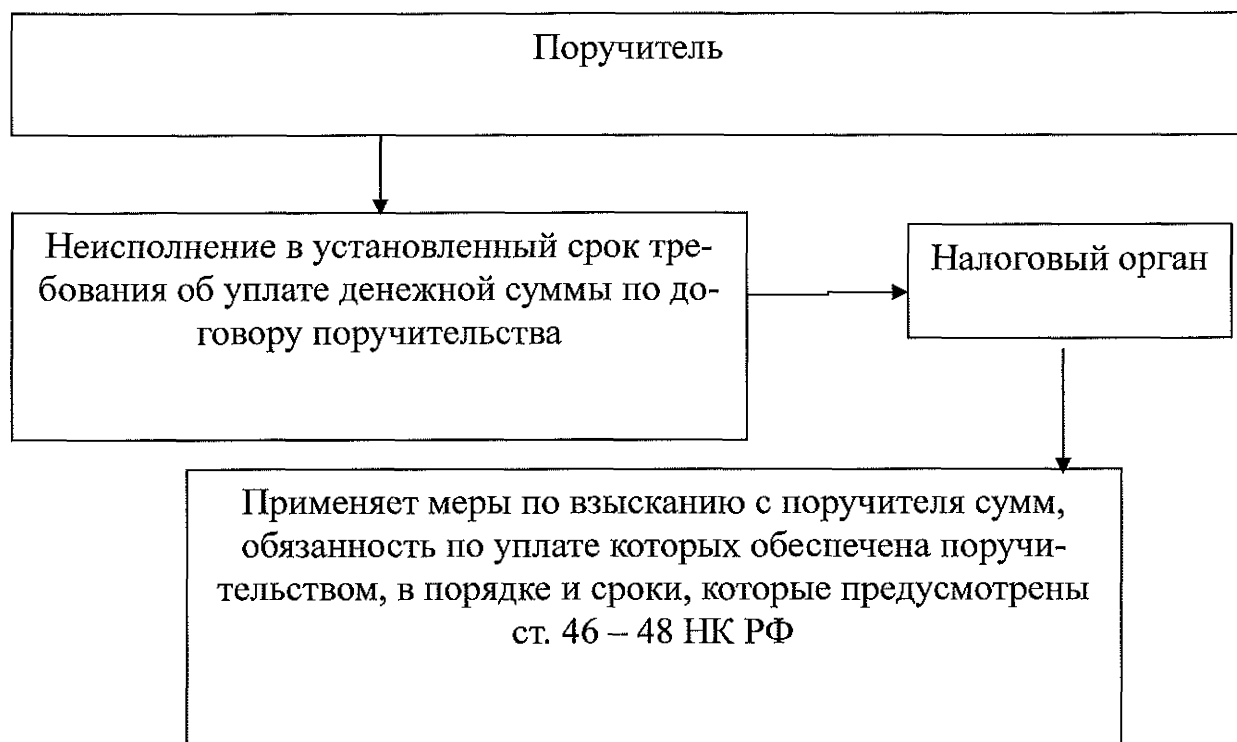 Поручитель
Неисполнение в установленный срок тре-
бования об уплате денежной суммы по до-
говору поручительства
Налоговый орган
Применяет меры по взысканию с поручителя сумм,
обязанность по уплате которых обеспечена поручи-
тельством, в порядке и сроки, которые предусмотрены
ст. 46 – 48 НК РФ